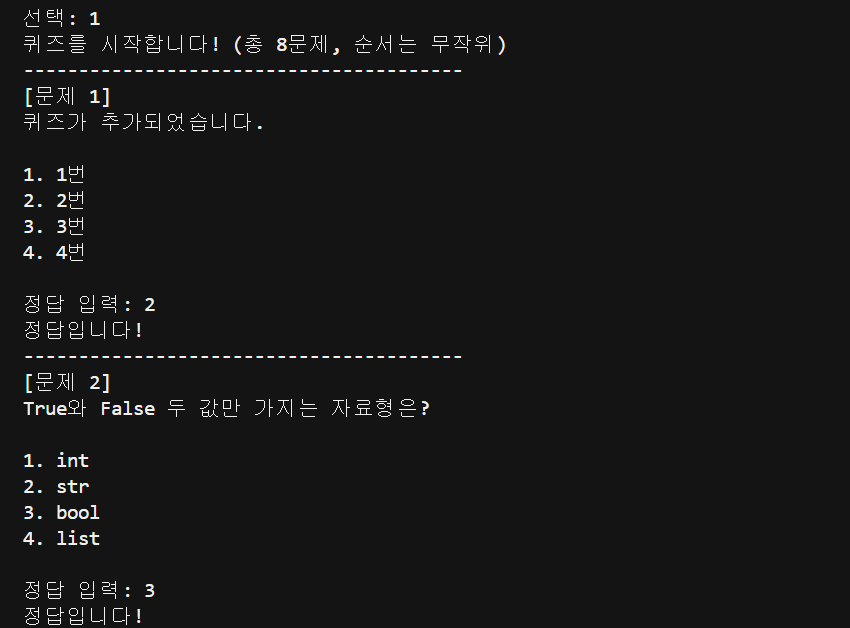 선택: 1
퀴즈를 시작합니다! (총 8문제, 순서는 무작위)
----------------------------------------
[문제 1]
퀴즈가 추가되었습니다.
1. 1번
2. 2번
3. 3번
4. 4번
정답 입력: 2
정답입니다!
----------------------------------------
[문제 2]
True와 False 두 값만 가지는 자료형은?
1. int
2. str
3. bool
4. list
정답 입력: 3
정답입니다!